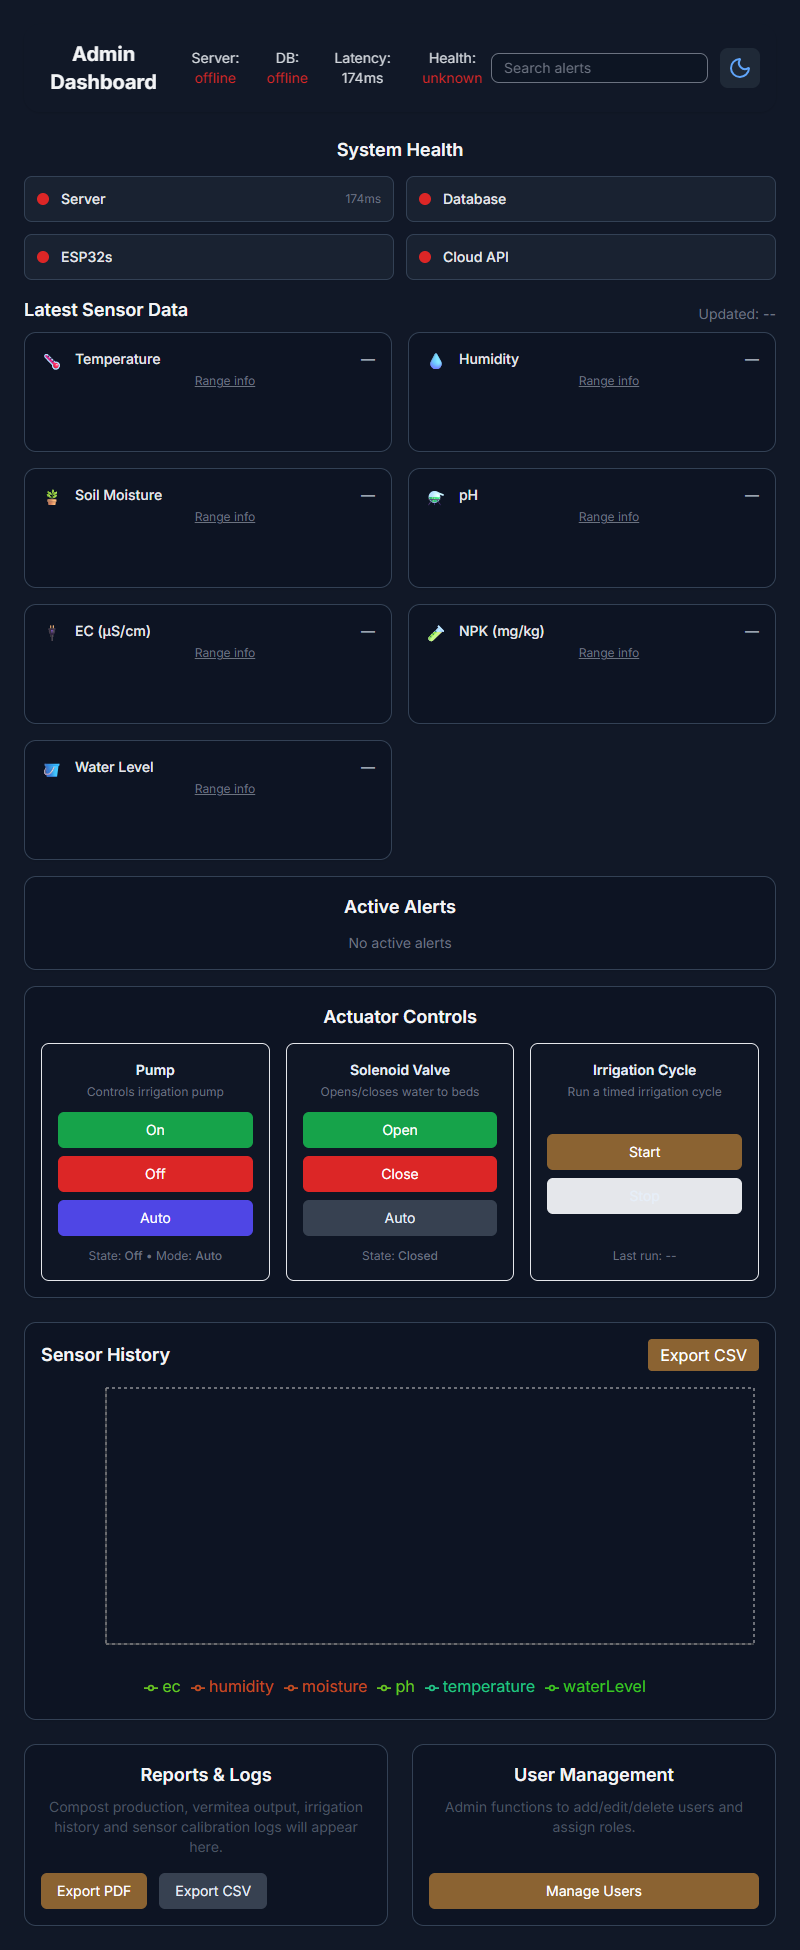 Admin
Dashboard
Server:
offline
DB:
offline
Latency:
174ms
Health:
unknown
Search alerts
System Health
Server 174ms
Database
ESP32s
Cloud API
Latest Sensor Data
Updated: --
Temperature —
Range info
Humidity —
Range info
Soil Moisture —
Range info
pH —
Range info
EC (µS/cm) —
Range info
NPK (mg/kg) —
Range info
Water Level —
Range info
Active Alerts
No active alerts
Actuator Controls
Pump
Controls irrigation pump
On
Off
Auto
State: Off • Mode: Auto
Solenoid Valve
Opens/closes water to beds
Open
Close
Auto
State: Closed
Irrigation Cycle
Run a timed irrigation cycle
Start
Stop
Last run: --
Sensor History
Export CSV
ec humidity moisture ph temperature waterLevel
Reports & Logs
Compost production, vermitea output, irrigation
history and sensor calibration logs will appear
here.
Export PDF
Export CSV
User Management
Admin functions to add/edit/delete users and
assign roles.
Manage Users